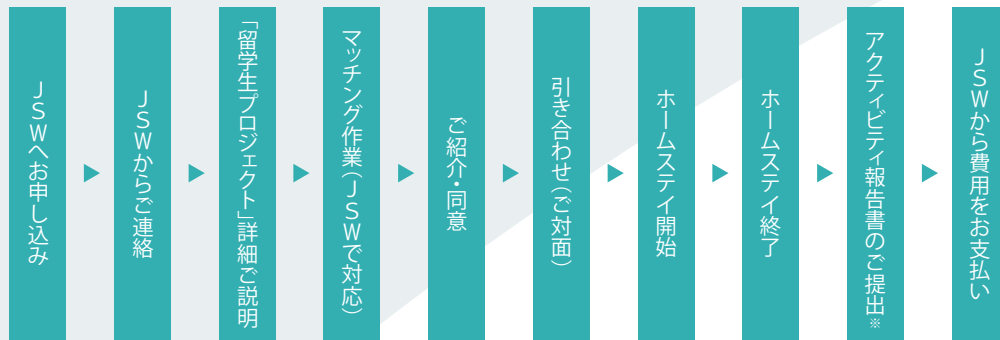 JSWへお申し込み
JSWからご連絡
「留学生プロジェクト」詳細ご説明
マッチング作業（JSWで対応）
ご紹介・同意
引き合わせ（ご対面）
ホームステイ開始
ホームステイ終了
アクティビティ報告書のご提出※
JSWから費用をお支払い